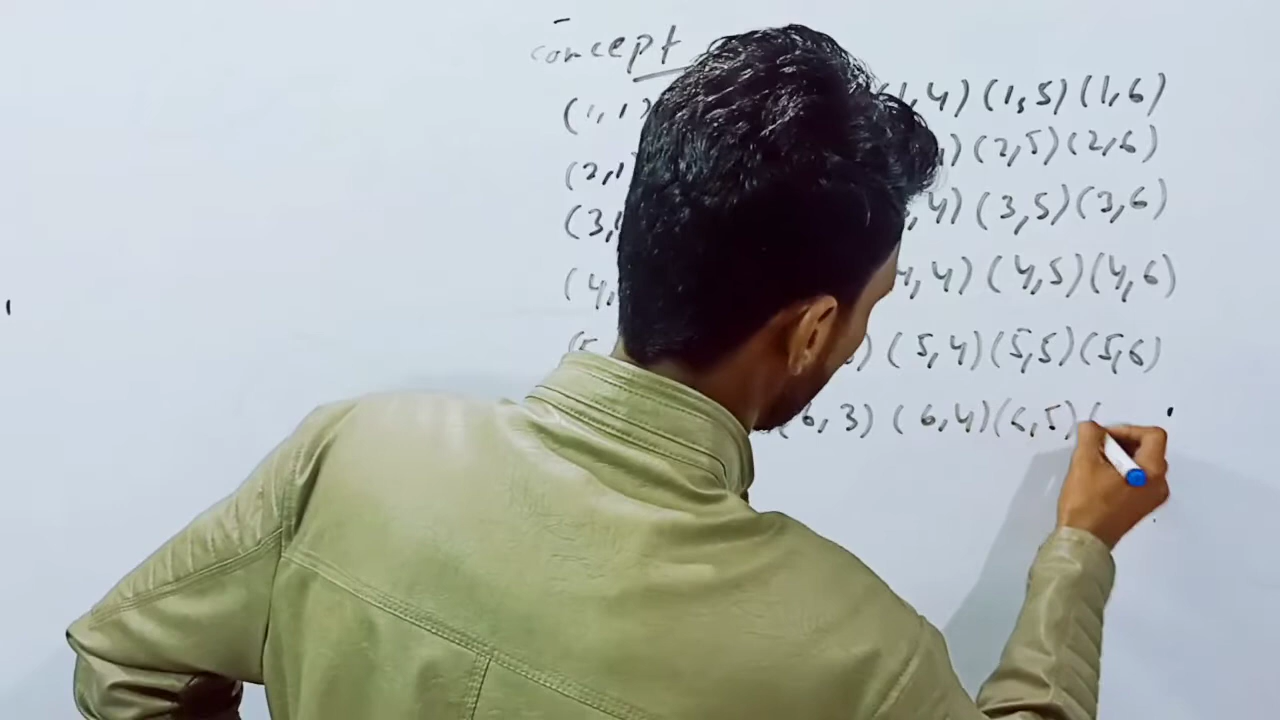 concept
(1,1) 1,4) (1,5) (1,6)
(2,1 ) (2,5) (2,6)
(3, ,4) (3,5) (3,6)
(4, 4,4) (4,5) (4,6)
(5 ) (5,4) (5,5) (5,6)
(6,3) (6,4) (6,5) (